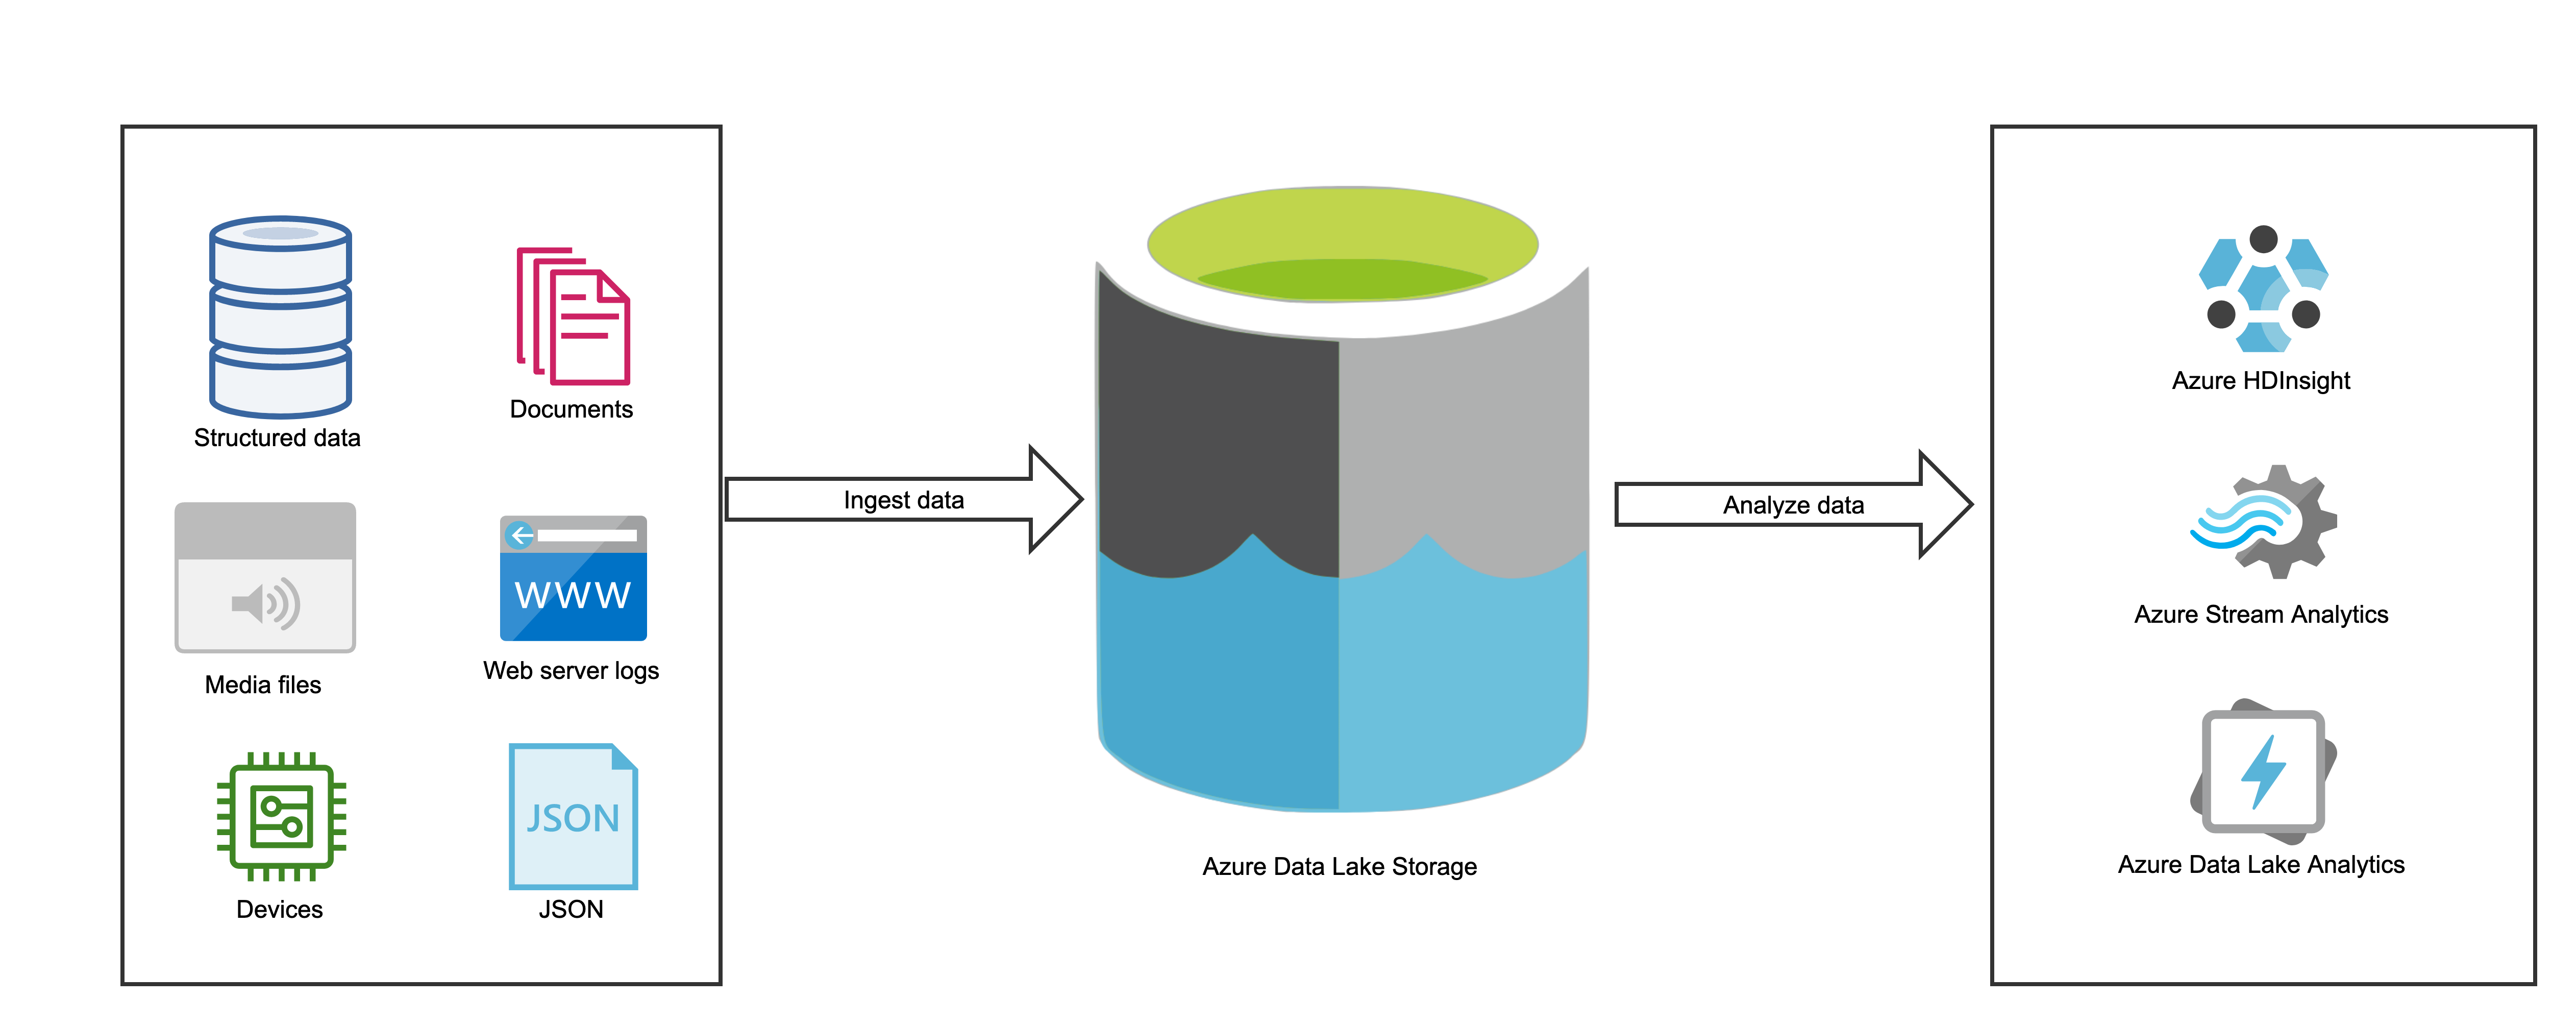 Structured data
Documents
Media files
WWW
Web server logs
Devices
JSON
JSON
Ingest data
Azure Data Lake Storage
Analyze data
Azure HDInsight
Azure Stream Analytics
Azure Data Lake Analytics